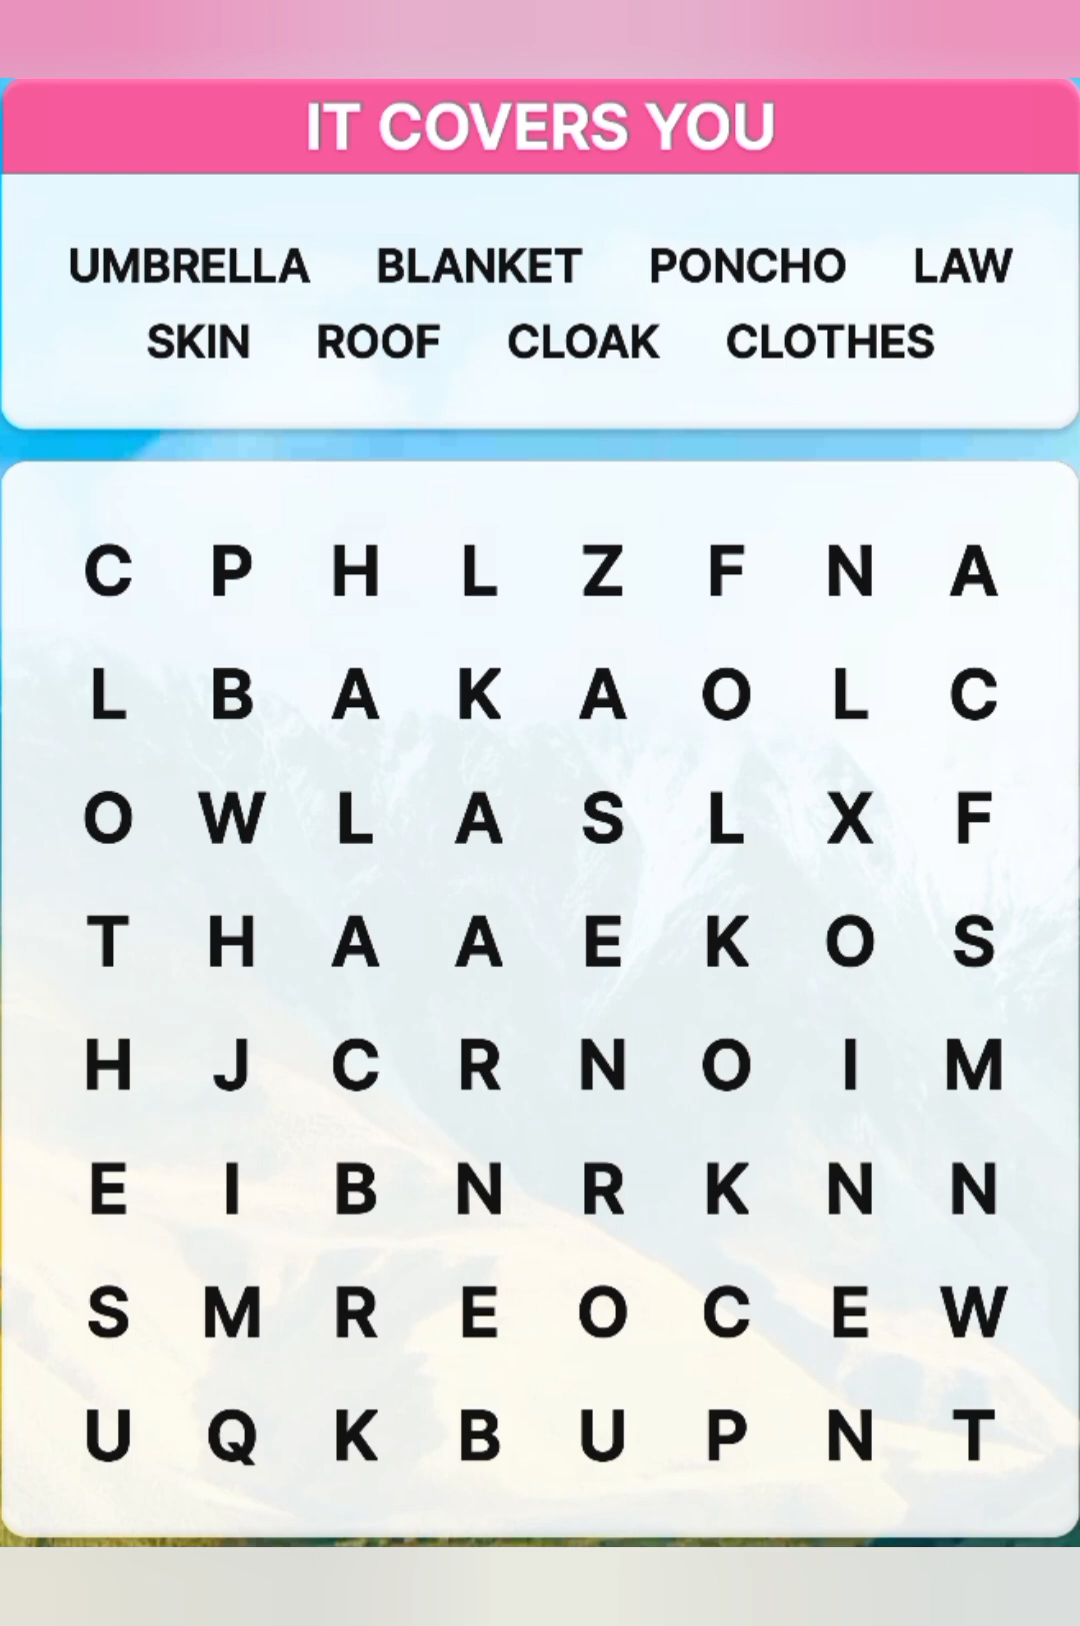 IT COVERS YOU
UMBRELLA BLANKET PONCHO LAW
SKIN ROOF CLOAK CLOTHES
C P H L Z F N A
L B A K A O L C
O W L A S L X F
T H A A E K O S
H J C R N O I M
E I B N R K N N
S M R E O C E W
U Q K B U P N T